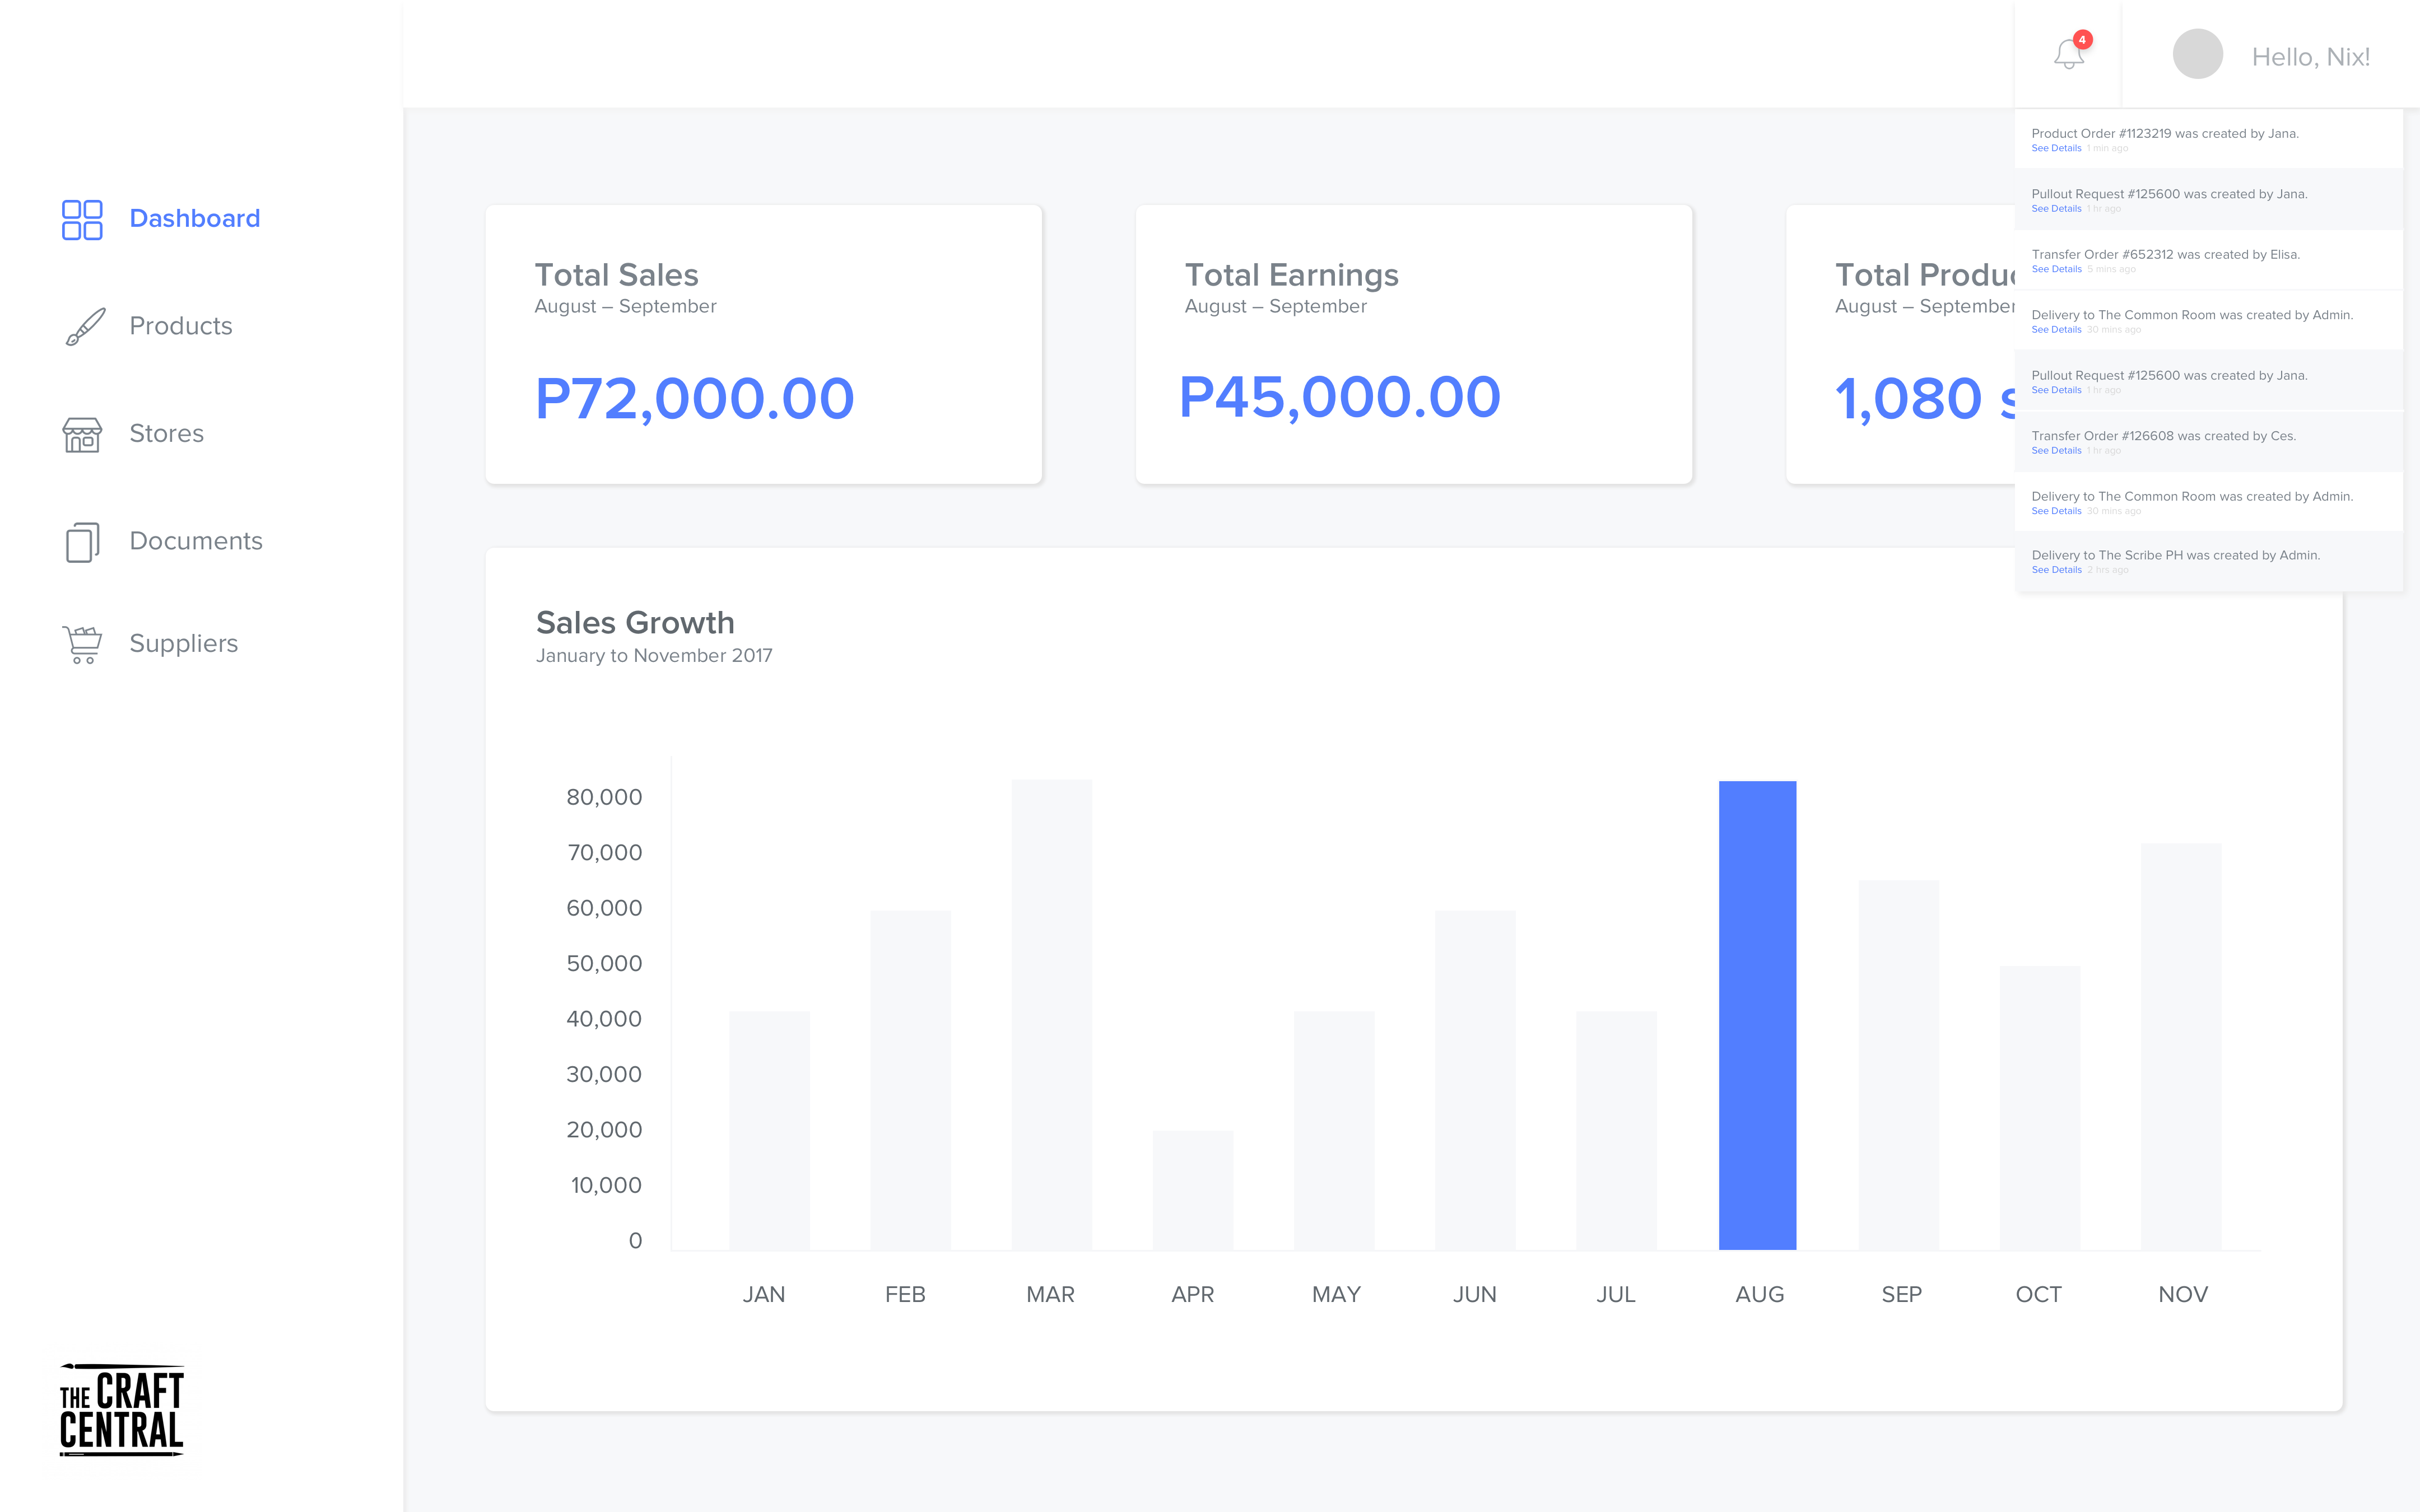 4
Hello, Nix!
Dashboard
Products
Stores
Documents
Suppliers
THE CRAFT
CENTRAL
Total Sales
August – September
P72,000.00
Total Earnings
August – September
P45,000.00
Total
August –
1,080
Product Order #1123219 was created by Jana.
See Details 1 min ago
Pullout Request #125600 was created by Jana.
See Details 1 hr ago
Transfer Order #652312 was created by Elisa.
See Details 5 mins ago
Delivery to The Common Room was created by Admin.
See Details 30 mins ago
Pullout Request #125600 was created by Jana.
See Details 1 hr ago
Transfer Order #126608 was created by Ces.
See Details 1 hr ago
Delivery to The Common Room was created by Admin.
See Details 30 mins ago
Delivery to The Scribe PH was created by Admin.
See Details 2 hrs ago
Sales Growth
January to November 2017
80,000
70,000
60,000
50,000
40,000
30,000
20,000
10,000
0
JAN FEB MAR APR MAY JUN JUL AUG SEP OCT NOV